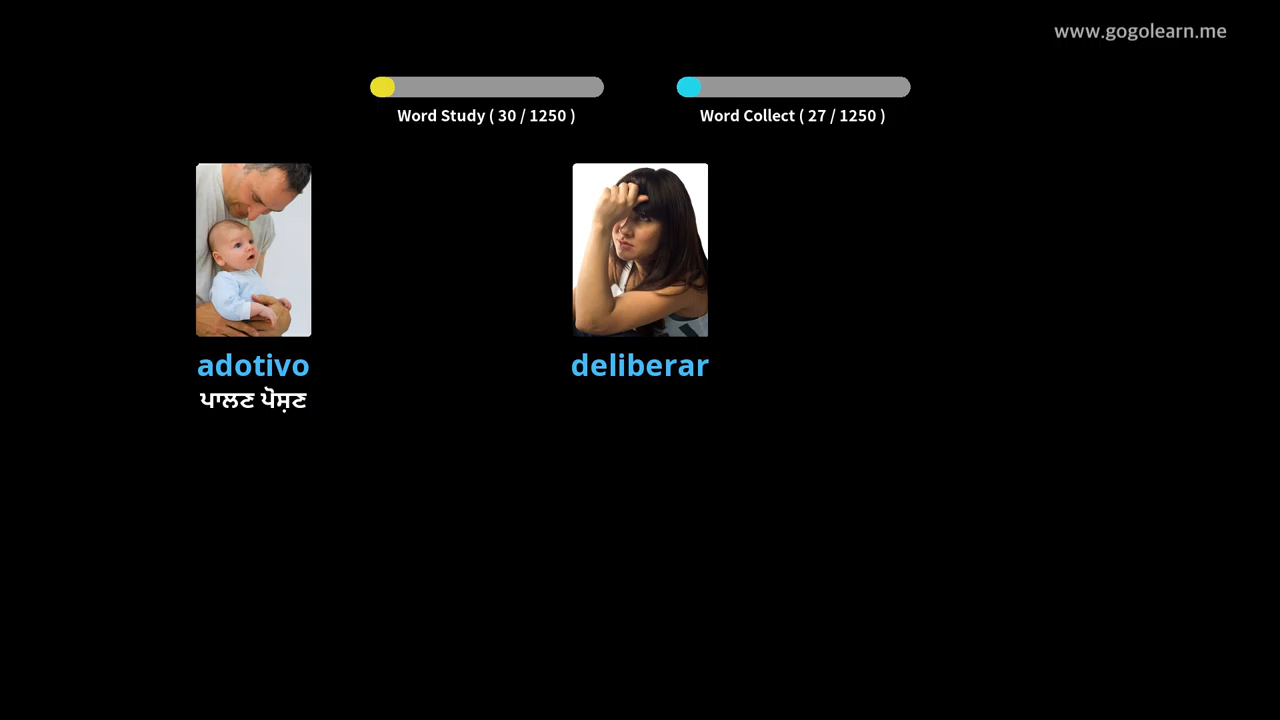 www.gogolearn.me
Word Study ( 30 / 1250 )
Word Collect ( 27 / 1250 )
adotivo
ਪਾਲਣ ਪੋਸ਼ਣ
deliberar